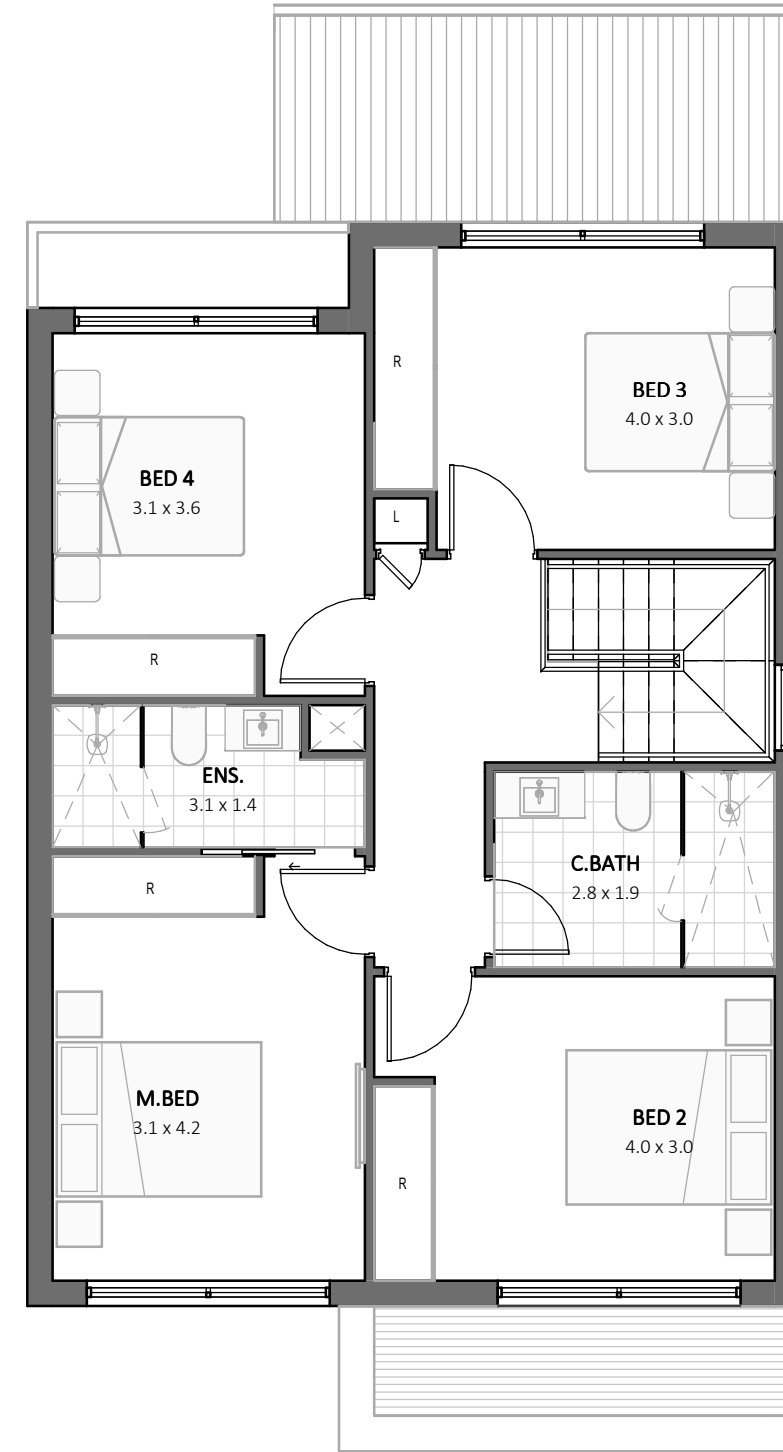 R
BED 3
4.0 x 3.0
BED 4
3.1 x 3.6
L
R
ENS.
3.1 x 1.4
C.BATH
2.8 x 1.9
R
M.BED
3.1 x 4.2
BED 2
4.0 x 3.0
R